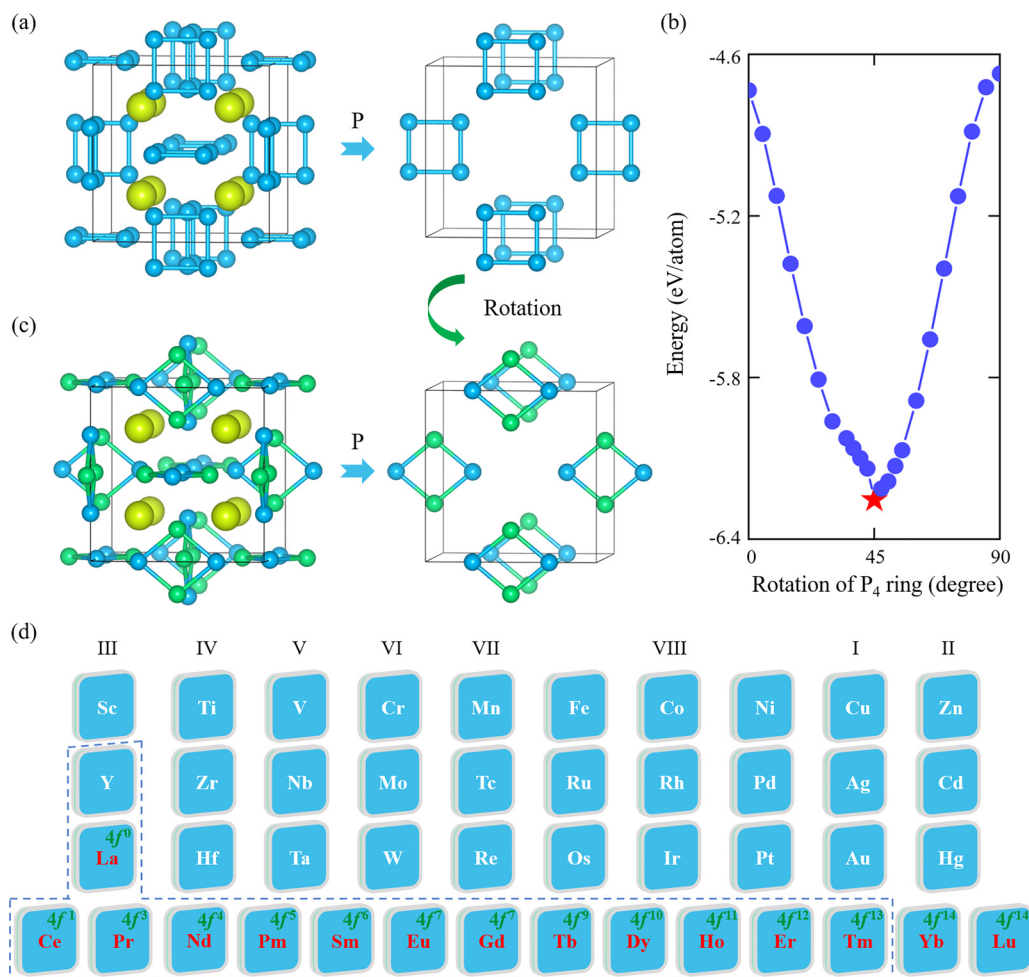 (a)
P
Rotation
(b)
-4.6
-5.2
-5.8
-6.4
Energy (eV/atom)
0
45
90
Rotation of P₄ ring (degree)
(c)
P
(d)
III IV V VI VII VIII I II
Sc Ti V Cr Mn Fe Co Ni Cu Zn
Y Zr Nb Mo Tc Ru Rh Pd Ag Cd
4f⁰
La Hf Ta W Re Os Ir Pt Au Hg
4f¹ 4f³ 4f⁴ 4f⁵ 4f⁶ 4f⁷ 4f⁷ 4f⁹ 4f¹⁰ 4f¹¹ 4f¹² 4f¹³ 4f¹⁴ 4f¹⁴
Ce Pr Nd Pm Sm Eu Gd Tb Dy Ho Er Tm Yb Lu